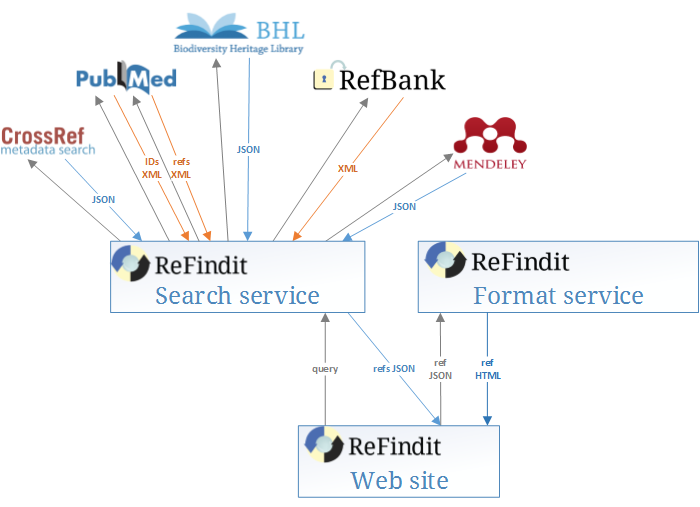 BHL
Biodiversity Heritage Library
PubMed
RefBank
CrossRef
metadata search
MENDELEY
IDs
XML
refs
XML
JSON
XML
JSON
JSON
ReFindit
Search service
ReFindit
Format service
query
refs JSON
ref
JSON
ref
HTML
ReFindit
Web site